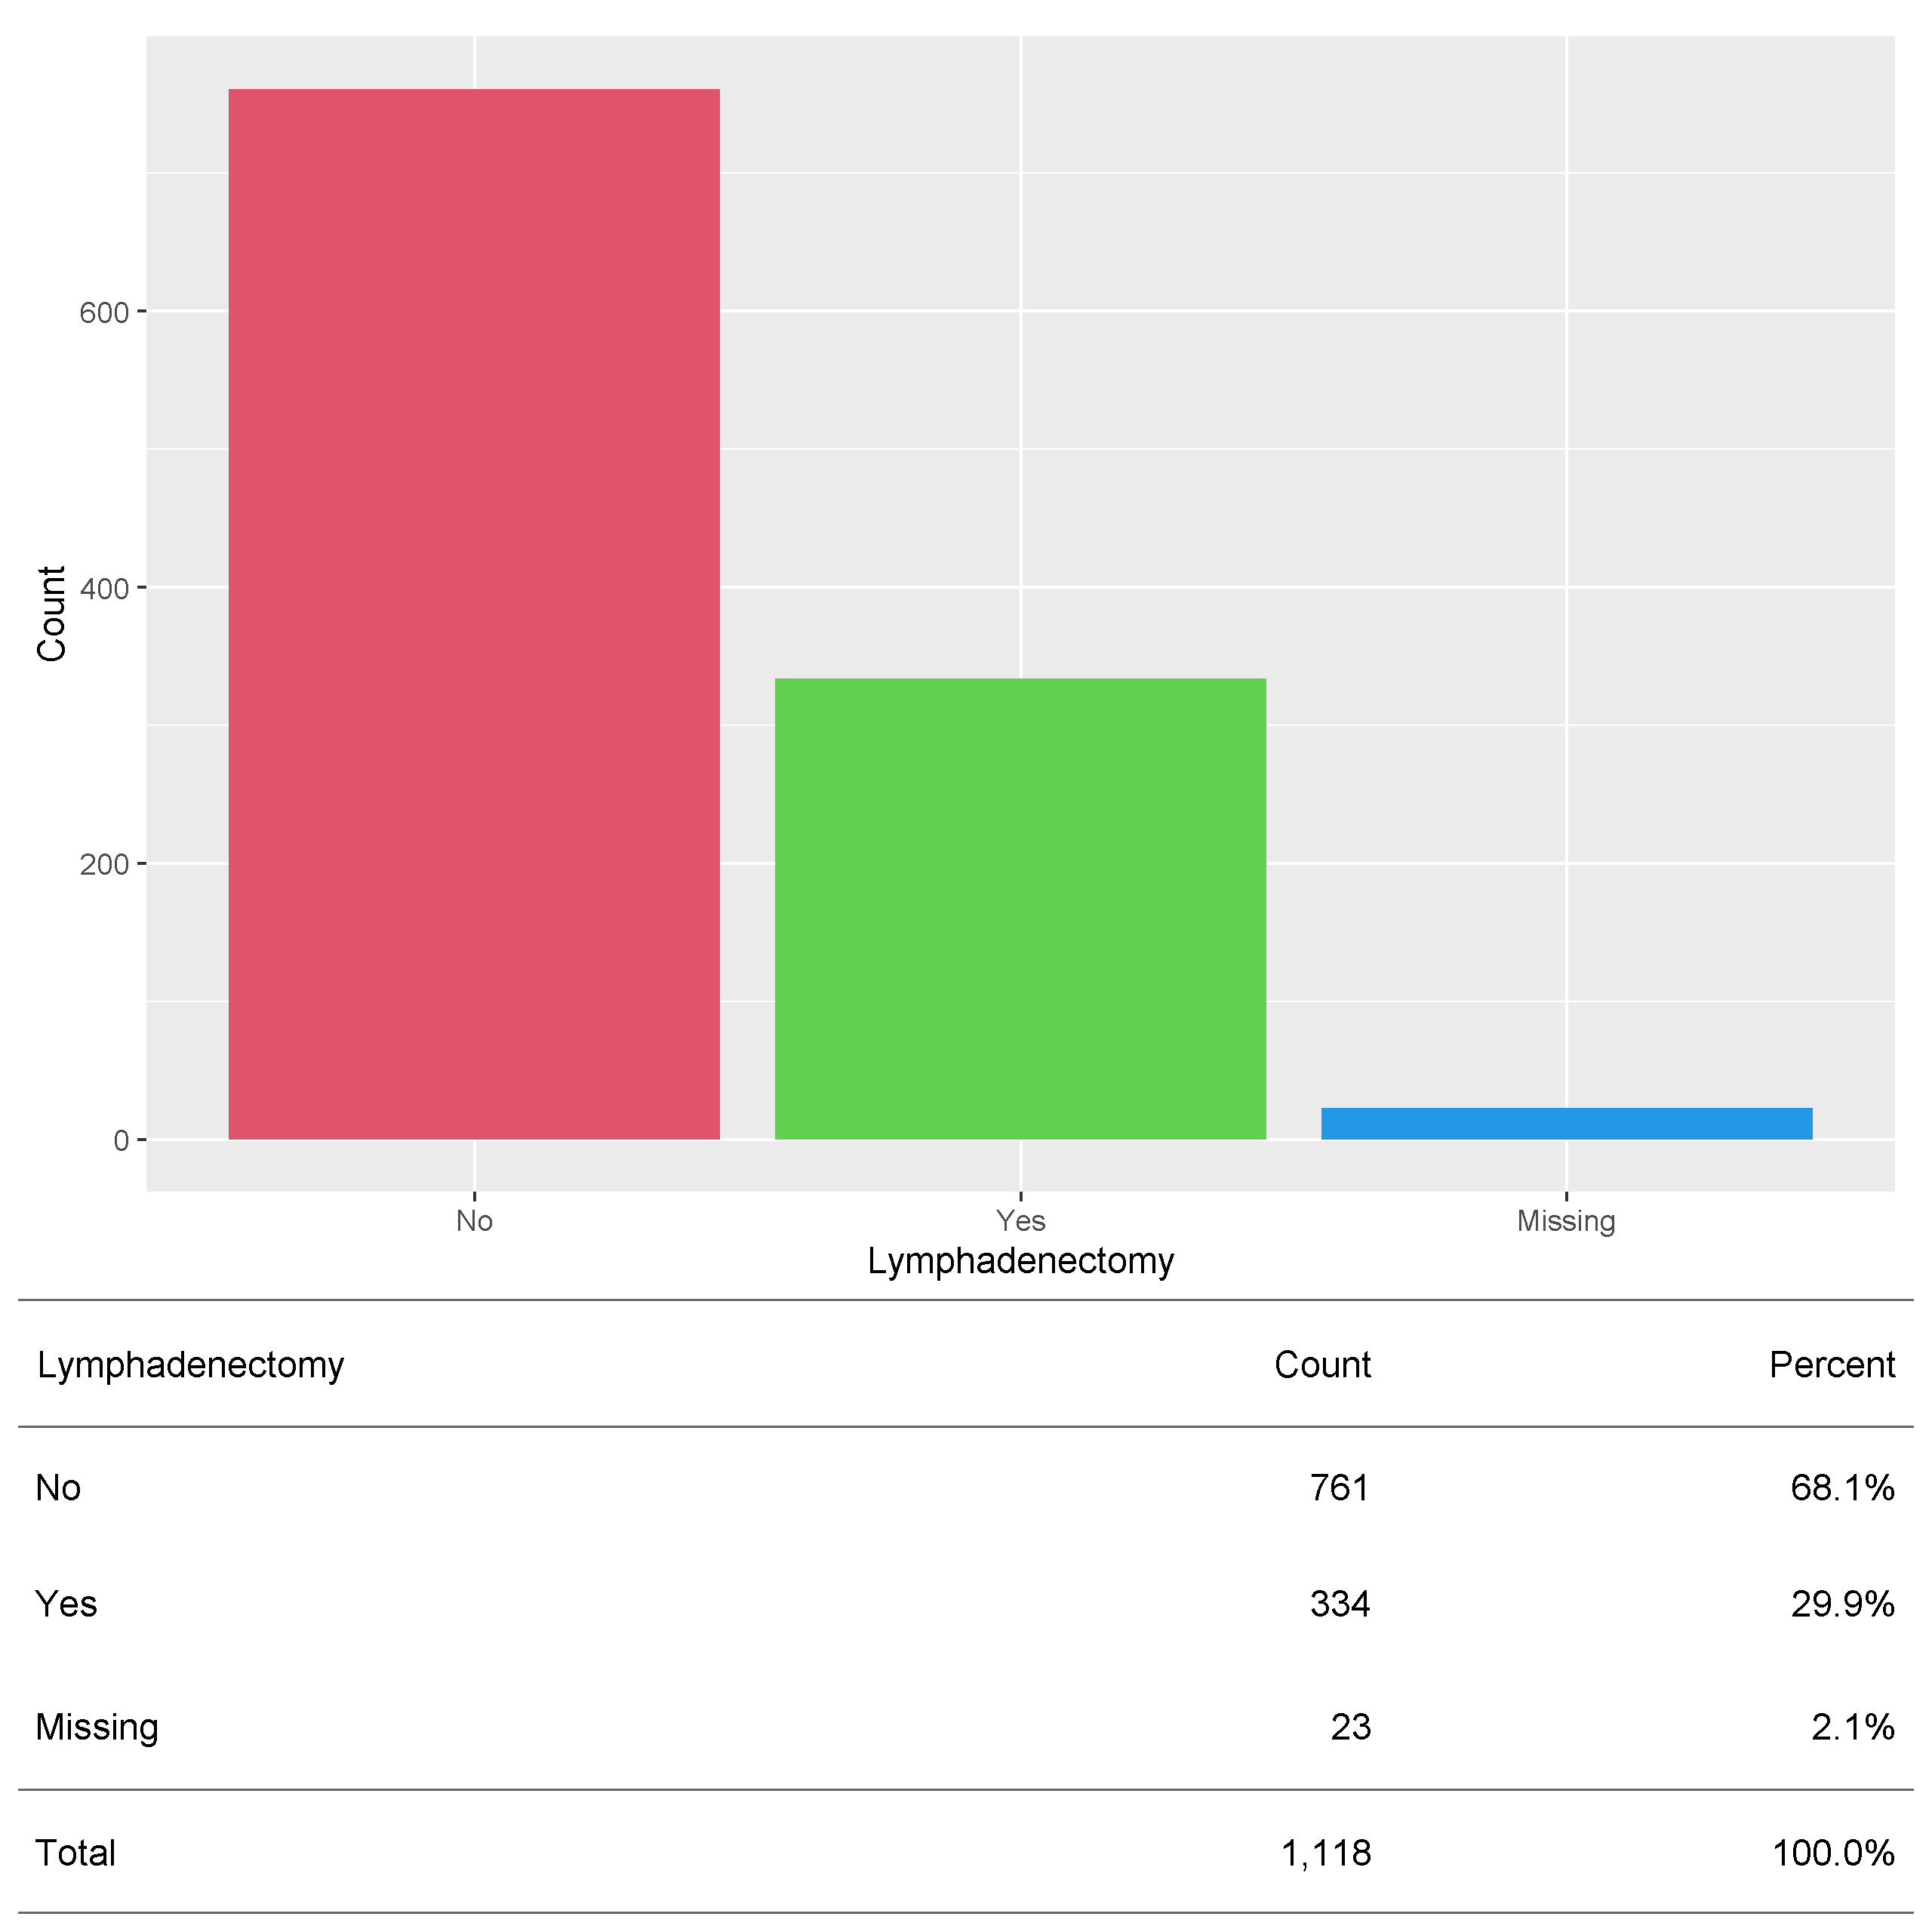 Count
600
400
200
0
No Yes Missing
Lymphadenectomy
Lymphadenectomy Count Percent
No 761 68.1%
Yes 334 29.9%
Missing 23 2.1%
Total 1,118 100.0%